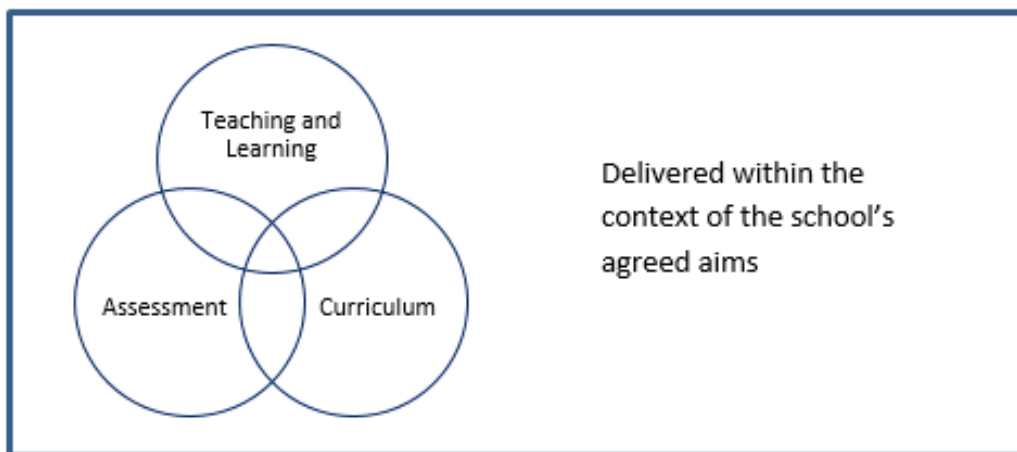 Teaching and
Learning
Assessment
Curriculum
Delivered within the
context of the school’s
agreed aims